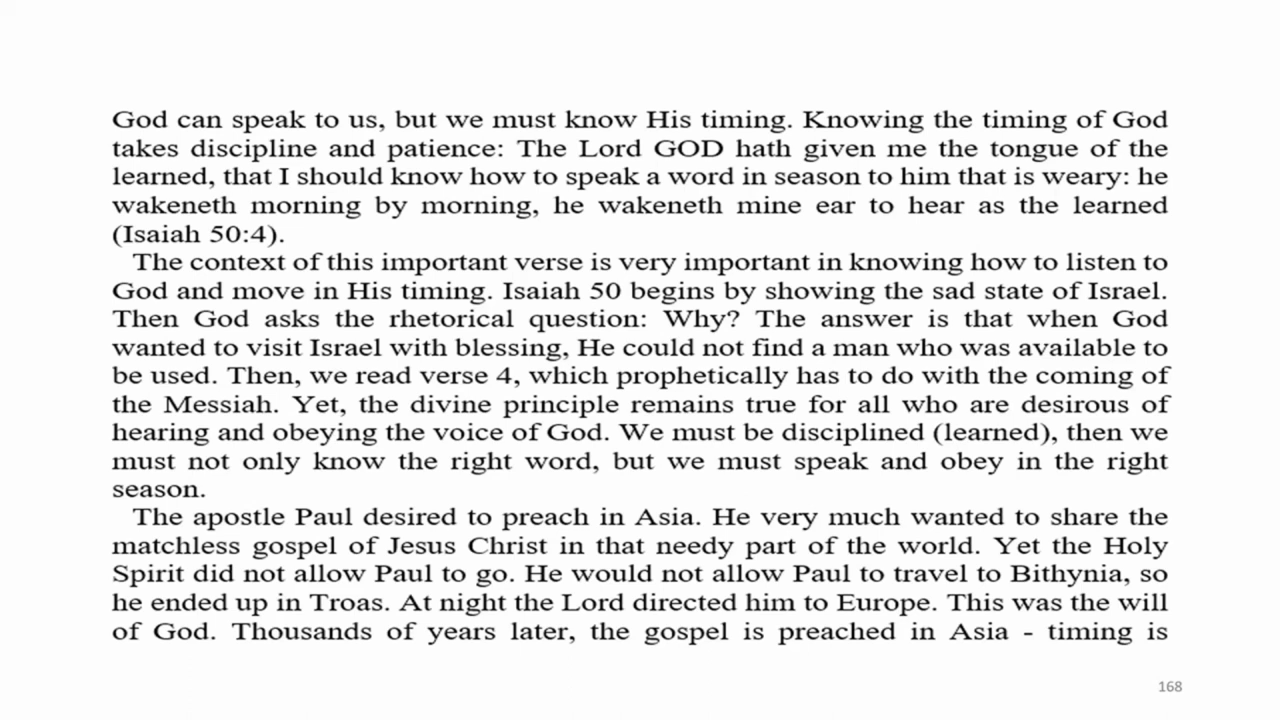 God can speak to us, but we must know His timing. Knowing the timing of God
takes discipline and patience: The Lord GOD hath given me the tongue of the
learned, that I should know how to speak a word in season to him that is weary: he
wakeneth morning by morning, he wakeneth mine ear to hear as the learned
(Isaiah 50:4).
The context of this important verse is very important in knowing how to listen to
God and move in His timing. Isaiah 50 begins by showing the sad state of Israel.
Then God asks the rhetorical question: Why? The answer is that when God
wanted to visit Israel with blessing, He could not find a man who was available to
be used. Then, we read verse 4, which prophetically has to do with the coming of
the Messiah. Yet, the divine principle remains true for all who are desirous of
hearing and obeying the voice of God. We must be disciplined (learned), then we
must not only know the right word, but we must speak and obey in the right
season.
The apostle Paul desired to preach in Asia. He very much wanted to share the
matchless gospel of Jesus Christ in that needy part of the world. Yet the Holy
Spirit did not allow Paul to go. He would not allow Paul to travel to Bithynia, so
he ended up in Troas. At night the Lord directed him to Europe. This was the will
of God. Thousands of years later, the gospel is preached in Asia - timing is
168